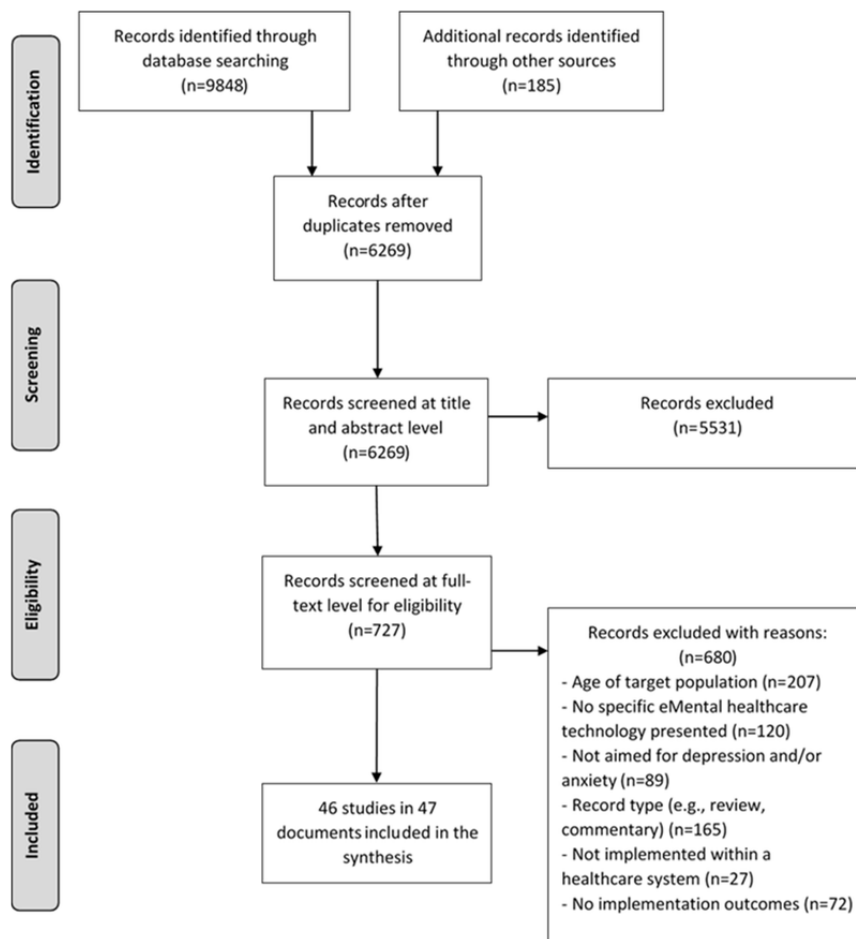 Identification
Records identified through
database searching
(n=9848)
Additional records identified
through other sources
(n=185)
Records after
duplicates removed
(n=6269)
Screening
Records screened at title
and abstract level
(n=6269)
Records excluded
(n=5531)
Eligibility
Records screened at full-
text level for eligibility
(n=727)
Records excluded with reasons:
(n=680)
- Age of target population (n=207)
- No specific eMental healthcare
technology presented (n=120)
- Not aimed for depression and/or
anxiety (n=89)
- Record type (e.g., review,
commentary) (n=165)
- Not implemented within a
healthcare system (n=27)
- No implementation outcomes (n=72)
Included
46 studies in 47
documents included in the
synthesis